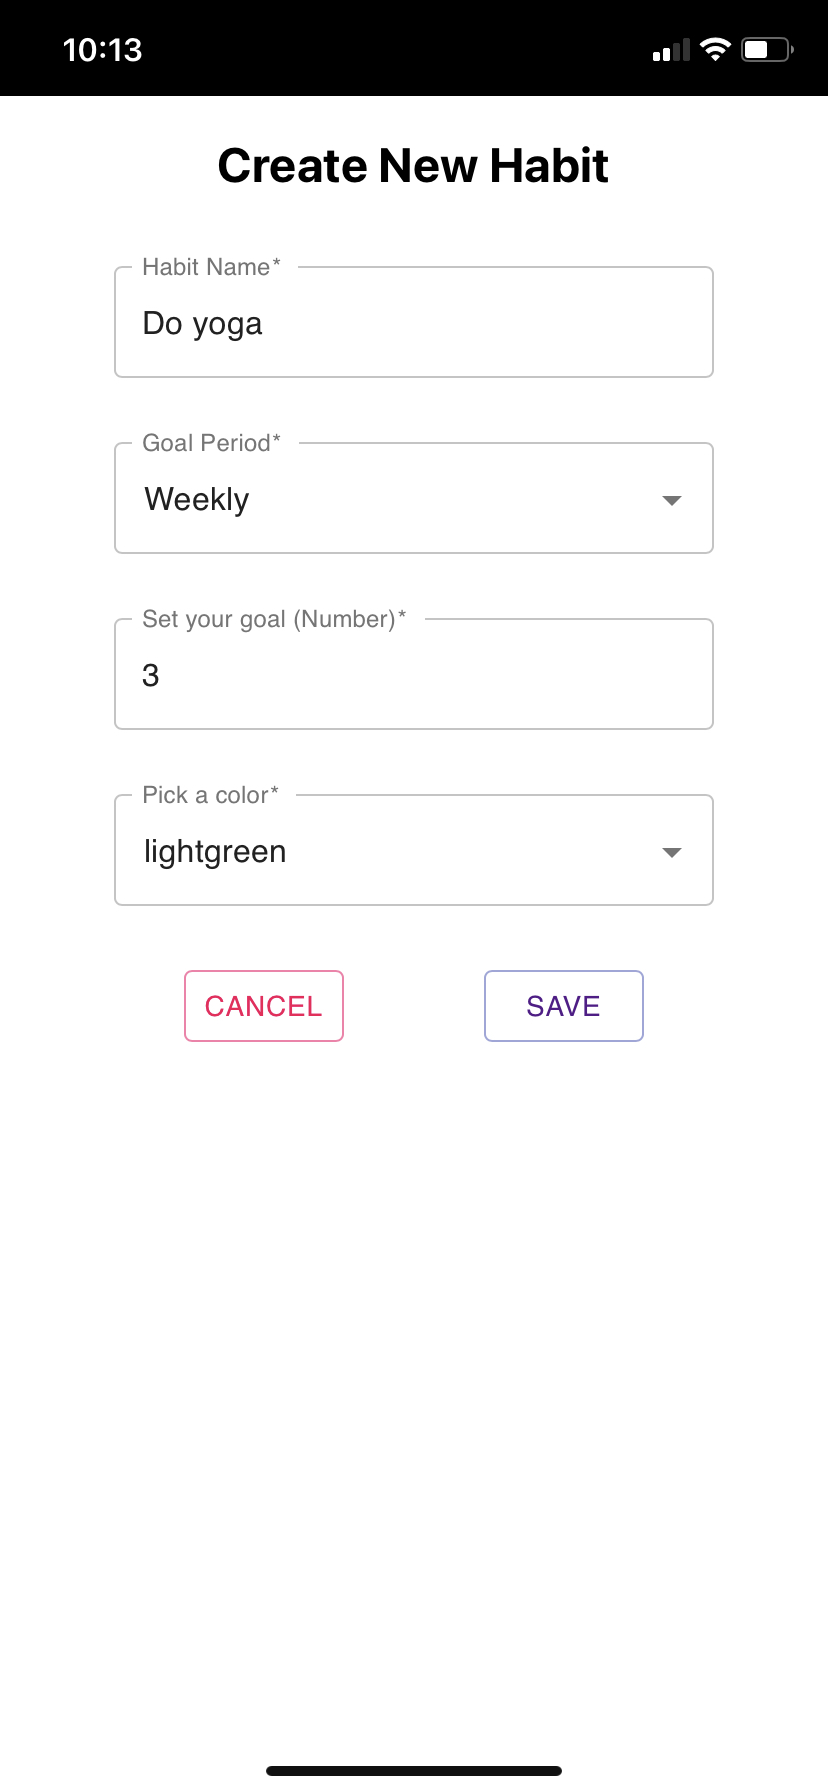 10:13
Create New Habit
Habit Name*
Do yoga
Goal Period*
Weekly
Set your goal (Number)*
3
Pick a color*
lightgreen
CANCEL SAVE